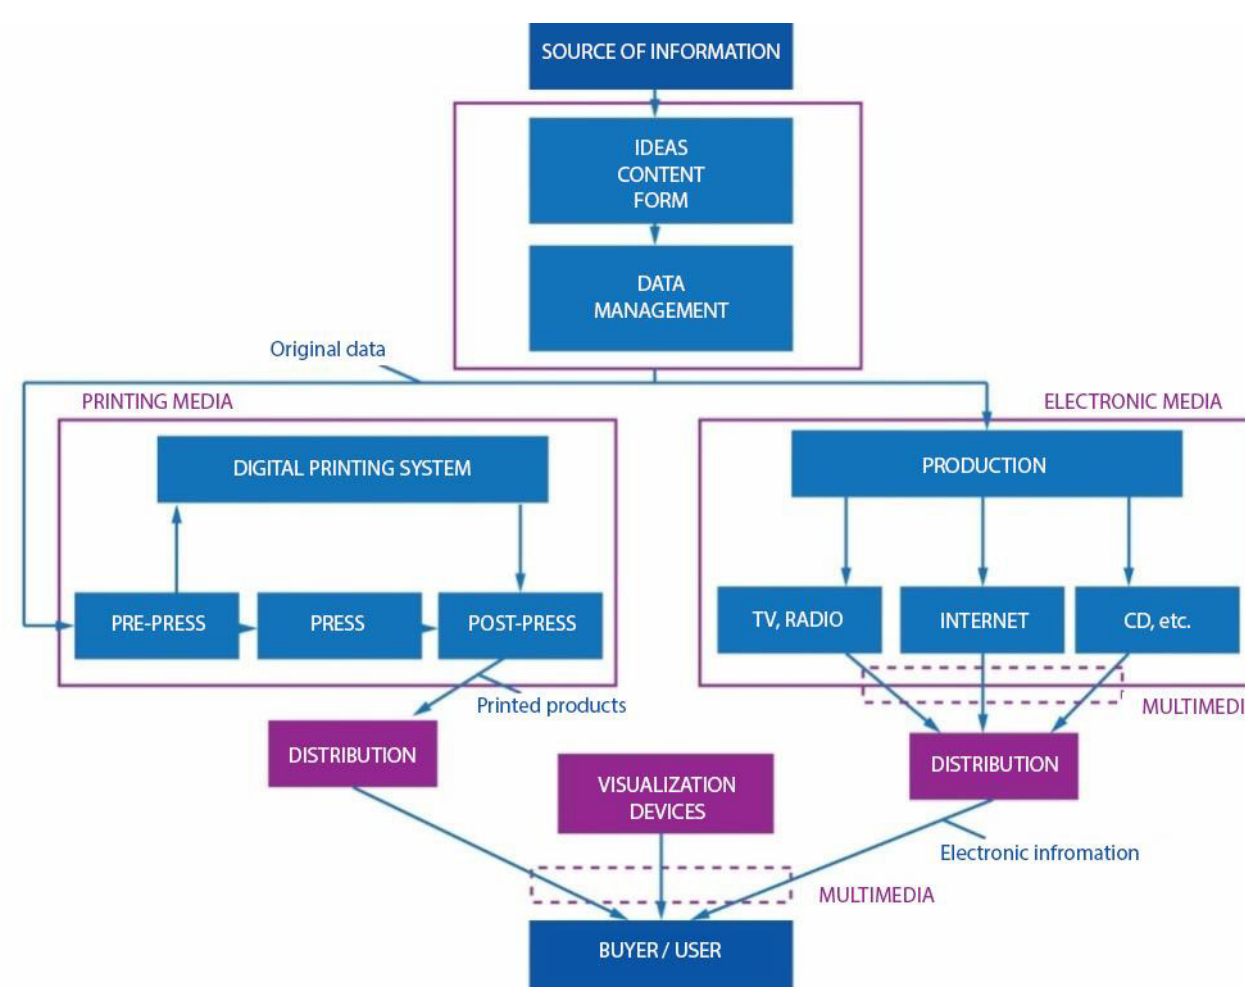 SOURCE OF INFORMATION
IDEAS
CONTENT
FORM
DATA
MANAGEMENT
Original data
PRINTING MEDIA
ELECTRONIC MEDIA
DIGITAL PRINTING SYSTEM
PRODUCTION
PRE-PRESS
PRESS
POST-PRESS
TV, RADIO
INTERNET
CD, etc.
Printed products
MULTIMEDI
DISTRIBUTION
VISUALIZATION
DEVICES
DISTRIBUTION
Electronic infromation
MULTIMEDIA
BUYER / USER